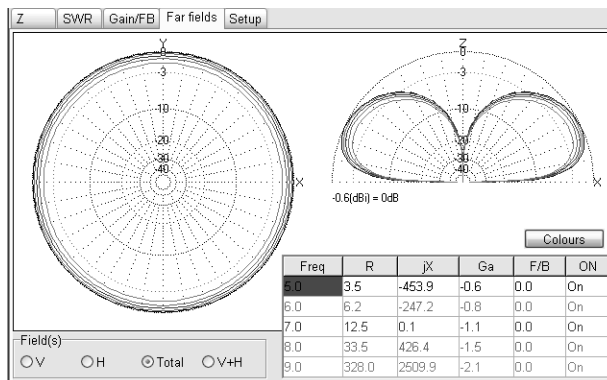 Z SWR Gain/FB Far fields Setup
Y
0
-3
-10
-20
-30
-40
X
Z
0
-3
-10
-20
-30
-40
X
-0.6(dBi) = 0dB
Colours
Freq R jX Ga F/B ON
5.0 3.5 -453.9 -0.6 0.0 On
6.0 6.2 -247.2 -0.8 0.0 On
7.0 12.5 0.1 -1.1 0.0 On
8.0 33.5 426.4 -1.5 0.0 On
9.0 328.0 2509.9 -2.1 0.0 On
Field(s)
V H Total V+H